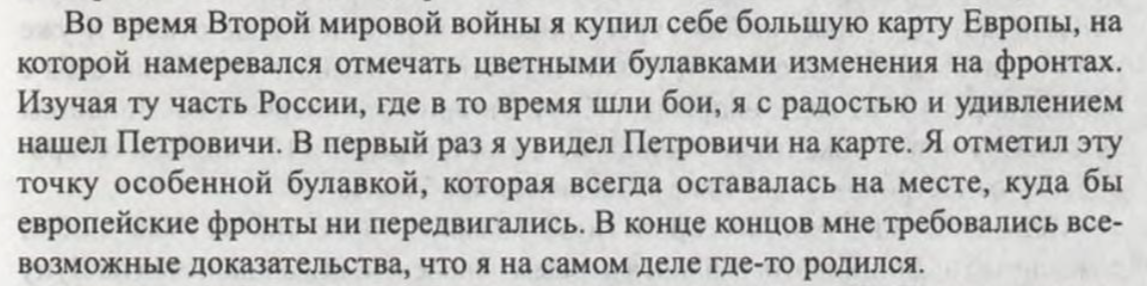 Во время Второй мировой войны я купил себе большую карту Европы, на
которой намеревался отмечать цветными булавками изменения на фронтах.
Изучая ту часть России, где в то время шли бои, я с радостью и удивлением
нашел Петровичи. В первый раз я увидел Петровичи на карте. Я отметил эту
точку особенной булавкой, которая всегда оставалась на месте, куда бы
европейские фронты ни передвигались. В конце концов мне требовались все-
возможные доказательства, что я на самом деле где-то родился.